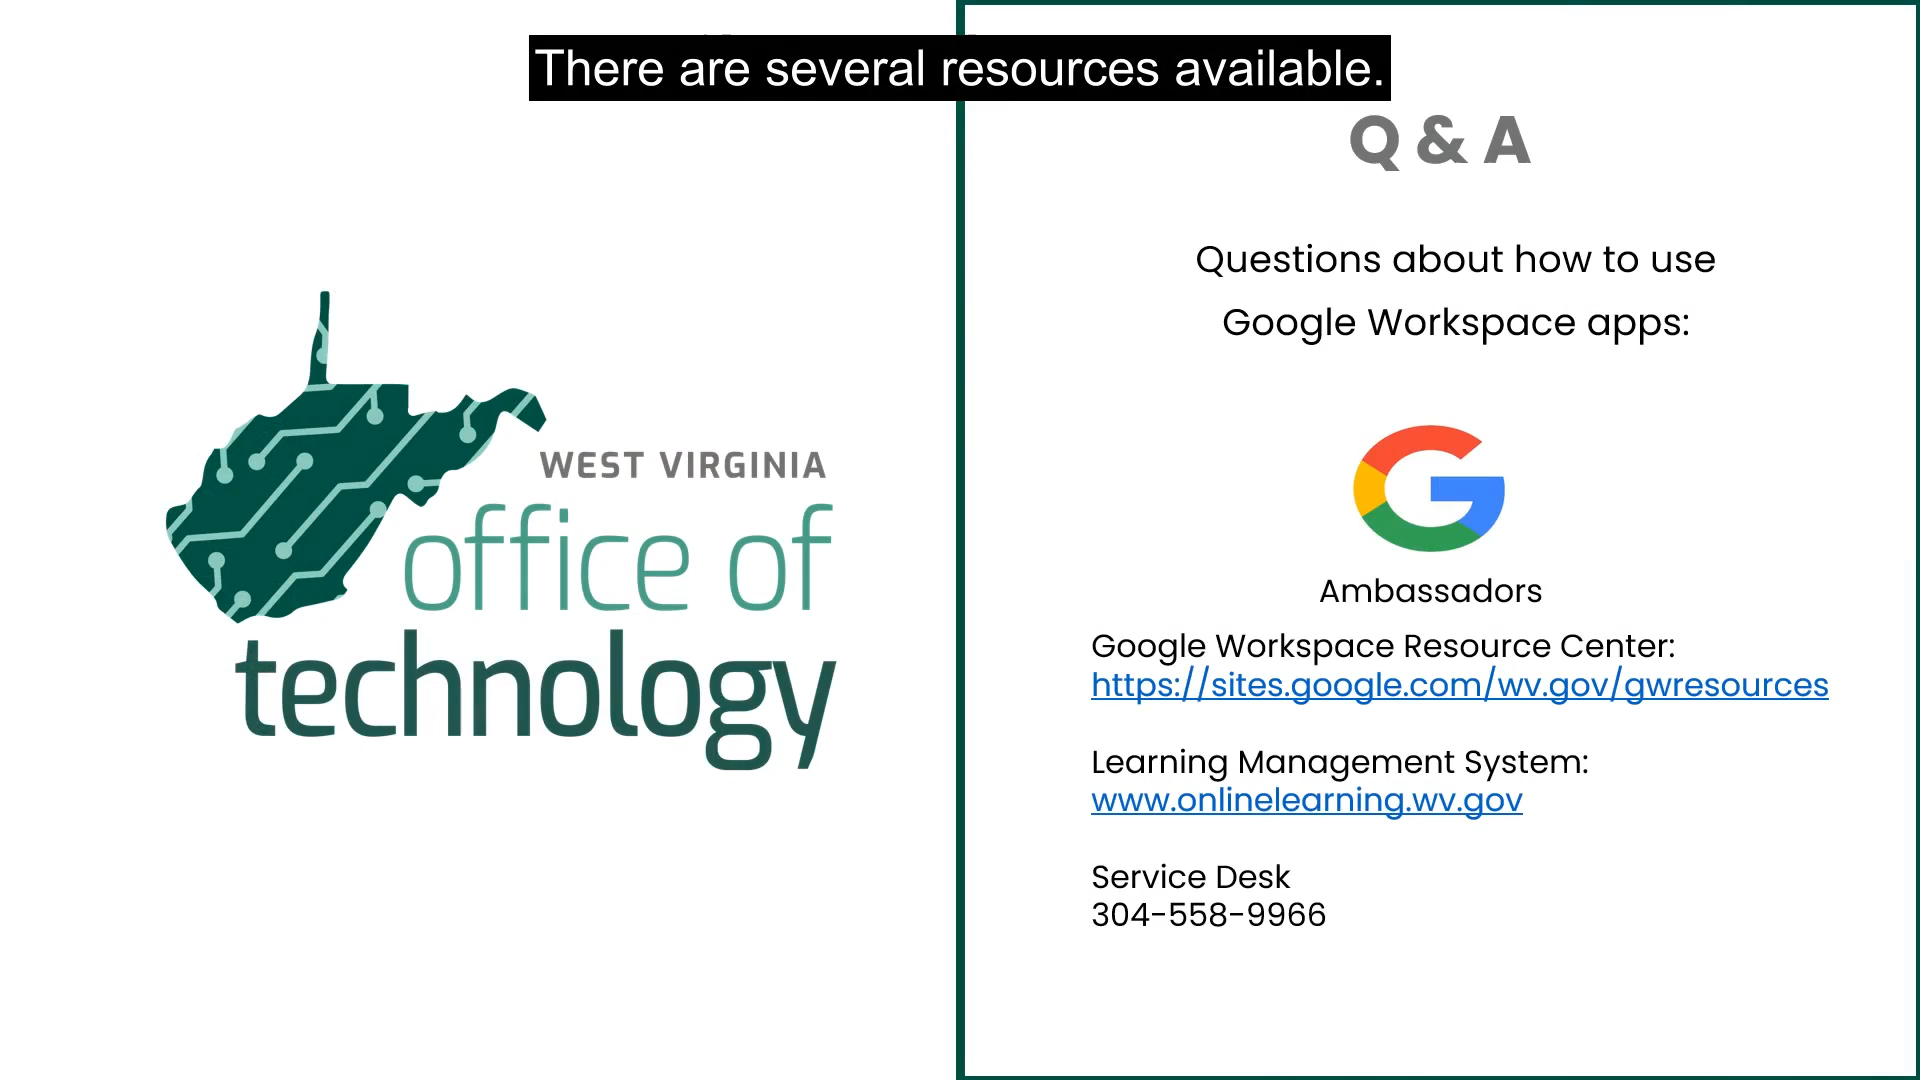 There are several resources available.
WEST VIRGINIA
office of
technology
Q & A
Questions about how to use
Google Workspace apps:
G
Ambassadors
Google Workspace Resource Center:
https://sites.google.com/wv.gov/gwresources
Learning Management System:
www.onlinelearning.wv.gov
Service Desk
304-558-9966